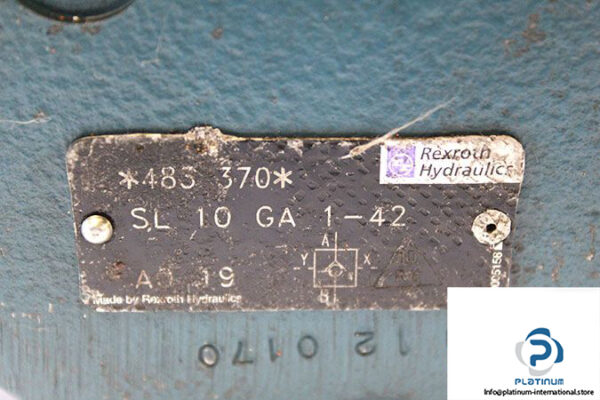 *483 370*
Rexroth
Hydraulics
SL 10 GA 1-42
A
Y X
B
19
Made by Rexroth Hydraulics
005158
12 0170
PLATINUM
Info@platinum-international.store